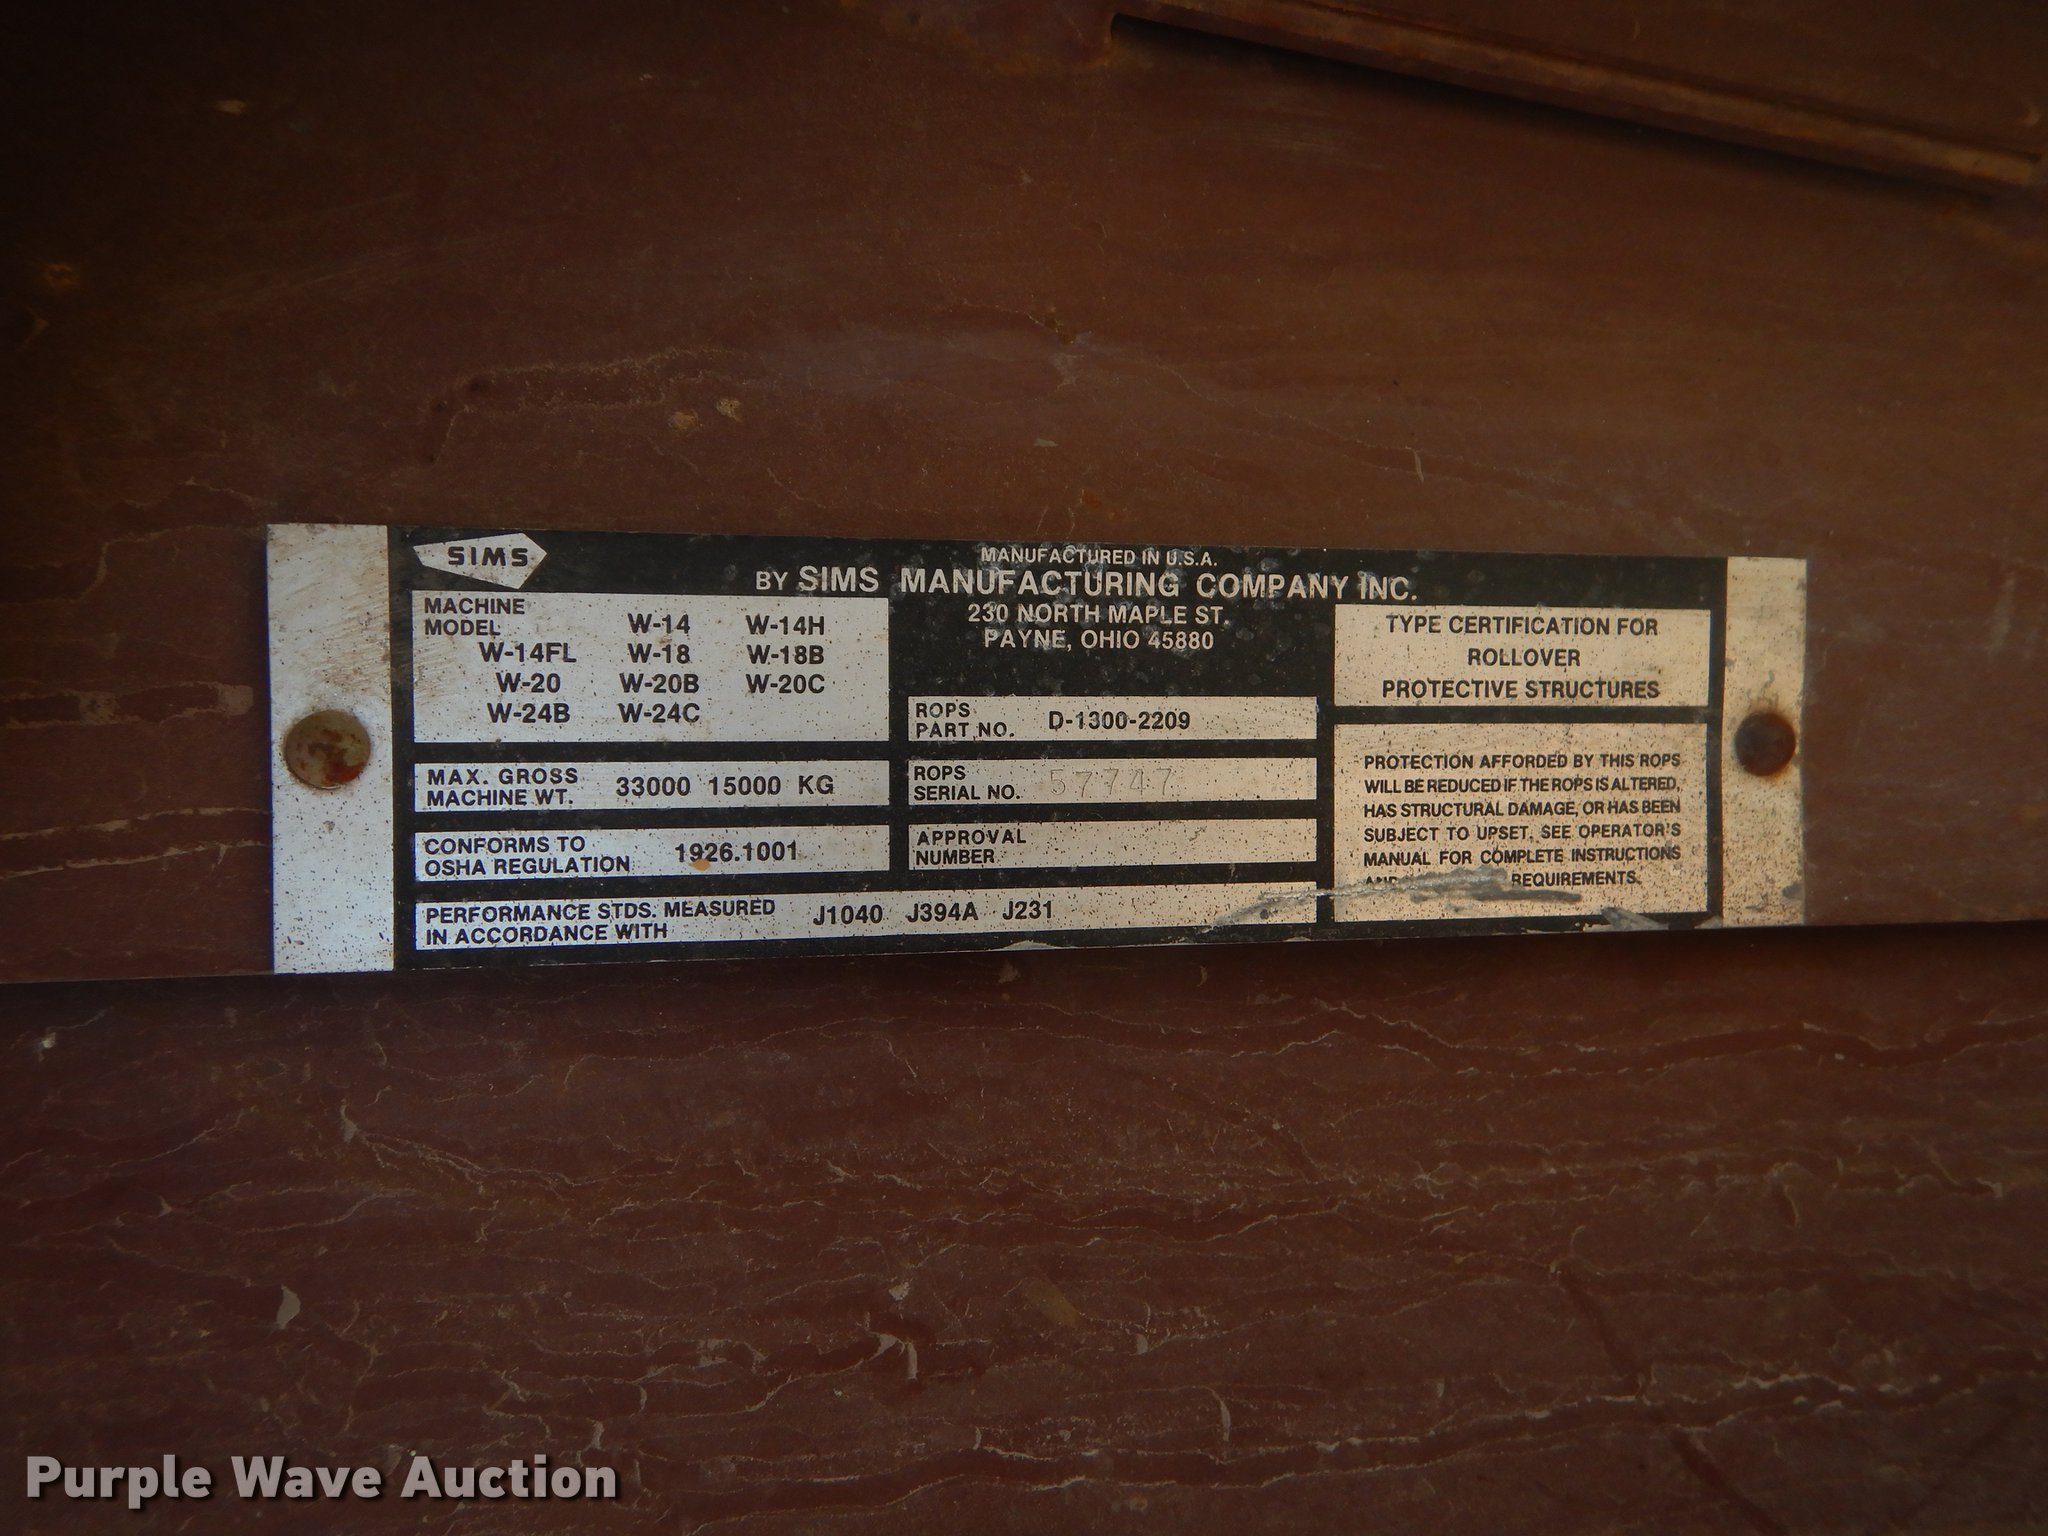 SIMS
MANUFACTURED IN U.S.A.
BY SIMS MANUFACTURING COMPANY INC.
230 NORTH MAPLE ST.
PAYNE, OHIO 45880
MACHINE
MODEL W-14 W-14H
W-14FL W-18 W-18B
W-20 W-20B W-20C
W-24B W-24C
MAX. GROSS
MACHINE WT. 33000 15000 KG
CONFORMS TO
OSHA REGULATION 1926.1001
PERFORMANCE STDS. MEASURED
IN ACCORDANCE WITH J1040 J394A J231
ROPS
PART NO. D-1300-2209
ROPS
SERIAL NO. 57747
APPROVAL
NUMBER
TYPE CERTIFICATION FOR
ROLLOVER
PROTECTIVE STRUCTURES
PROTECTION AFFORDED BY THIS ROPS
WILL BE REDUCED IF THE ROPS IS ALTERED,
HAS STRUCTURAL DAMAGE, OR HAS BEEN
SUBJECT TO UPSET. SEE OPERATOR'S
MANUAL FOR COMPLETE INSTRUCTIONS
AND REQUIREMENTS.
Purple Wave Auction